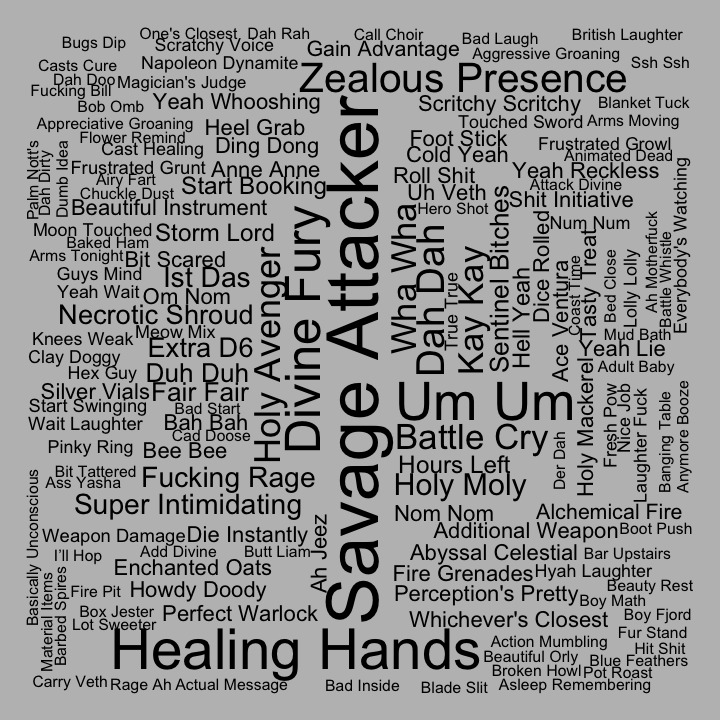 One's Closest
Dah Rah
Call Choir
British Laughter
Bugs Dip
Scratchy Voice
Gain Advantage
Bad Laugh
Aggressive Groaning
Casts Cure
Napoleon Dynamite
Ssh Ssh
Dah Doo
Magician's Judge
Zealous Presence
Fucking Bill
Bob Omb
Yeah Whooshing
Scritchy Scritchy
Blanket Tuck
Appreciative Groaning
Heel Grab
Touched Sword
Arms Moving
Flower Remind
Cast Healing
Ding Dong
Foot Stick
Cold Yeah
Frustrated Growl
Animated Dead
Palm Nott's
Dah Dirty
Dumb Idea
Frustrated Grunt
Anne Anne
Roll Shit
Yeah Reckless
Airy Fart
Chuckle Dust
Start Booking
Uh Veth
Attack Divine
Shit Initiative
Beautiful Instrument
Hero Shot
Num Num
Moon Touched
Storm Lord
Baked Ham
Arms Tonight
Bit Scared
Guys Mind
Ist Das
Yeah Wait
Om Nom
Necrotic Shroud
Savage Attacker
Divine Fury
Holy Avenger
Wha Wha
Dah Dah
True True
Kay Kay
Sentinel Bitches
Hell Yeah
Dice Rolled
Ace Ventura
Coast Time
Tasty Treat
Bed Close
Lolly Lolly
Ah Motherfuck
Battle Whistle
Everybody's Watching
Meow Mix
Knees Weak
Extra D6
Mud Bath
Yeah Lie
Clay Doggy
Hex Guy
Duh Duh
Adult Baby
Silver Vials
Fair Fair
Um Um
Start Swinging
Bad Start
Wait Laughter
Bah Bah
Cad Doose
Battle Cry
Pinky Ring
Bee Bee
Der Dah
Holy Mackerel
Fresh Pow
Nice Job
Laughter Fuck
Banging Table
Anymore Booze
Hours Left
Bit Tattered
Ass Yasha
Fucking Rage
Holy Moly
Super Intimidating
Nom Nom
Alchemical Fire
Basically Unconscious
Weapon Damage
Die Instantly
Ah Jeez
Additional Weapon
Boot Push
I'll Hop
Add Divine
Butt Liam
Abyssal Celestial
Bar Upstairs
Enchanted Oats
Fire Grenades
Hyah Laughter
Material Items
Barbed Spires
Fire Pit
Howdy Doody
Perception's Pretty
Beauty Rest
Boy Math
Box Jester
Lot Sweeter
Perfect Warlock
Whichever's Closest
Boy Fjord
Healing Hands
Fur Stand
Action Mumbling
Hit Shit
Beautiful Orly
Blue Feathers
Broken Howl
Pot Roast
Carry Veth
Rage Ah
Actual Message
Bad Inside
Blade Slit
Asleep Remembering